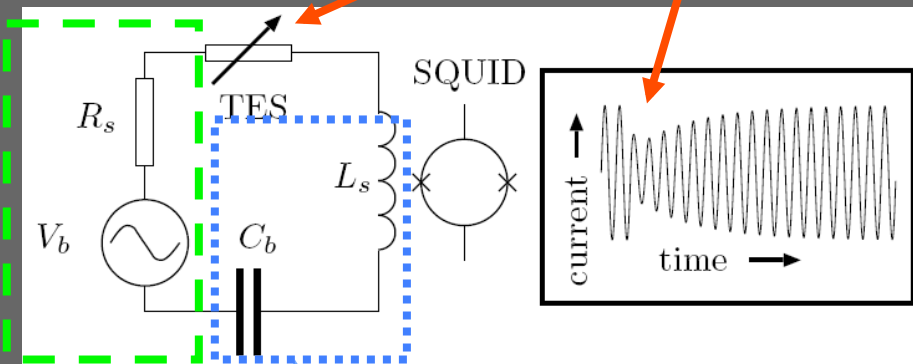 SQUID
TES
R_s
L_s
V_b
C_b
current
time